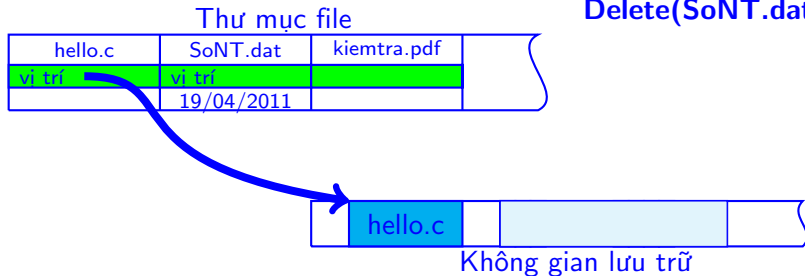 Delete(SoNT.dat
Thư mục file
hello.c SoNT.dat kiemtra.pdf
vị trí vị trí
19/04/2011
hello.c
Không gian lưu trữ